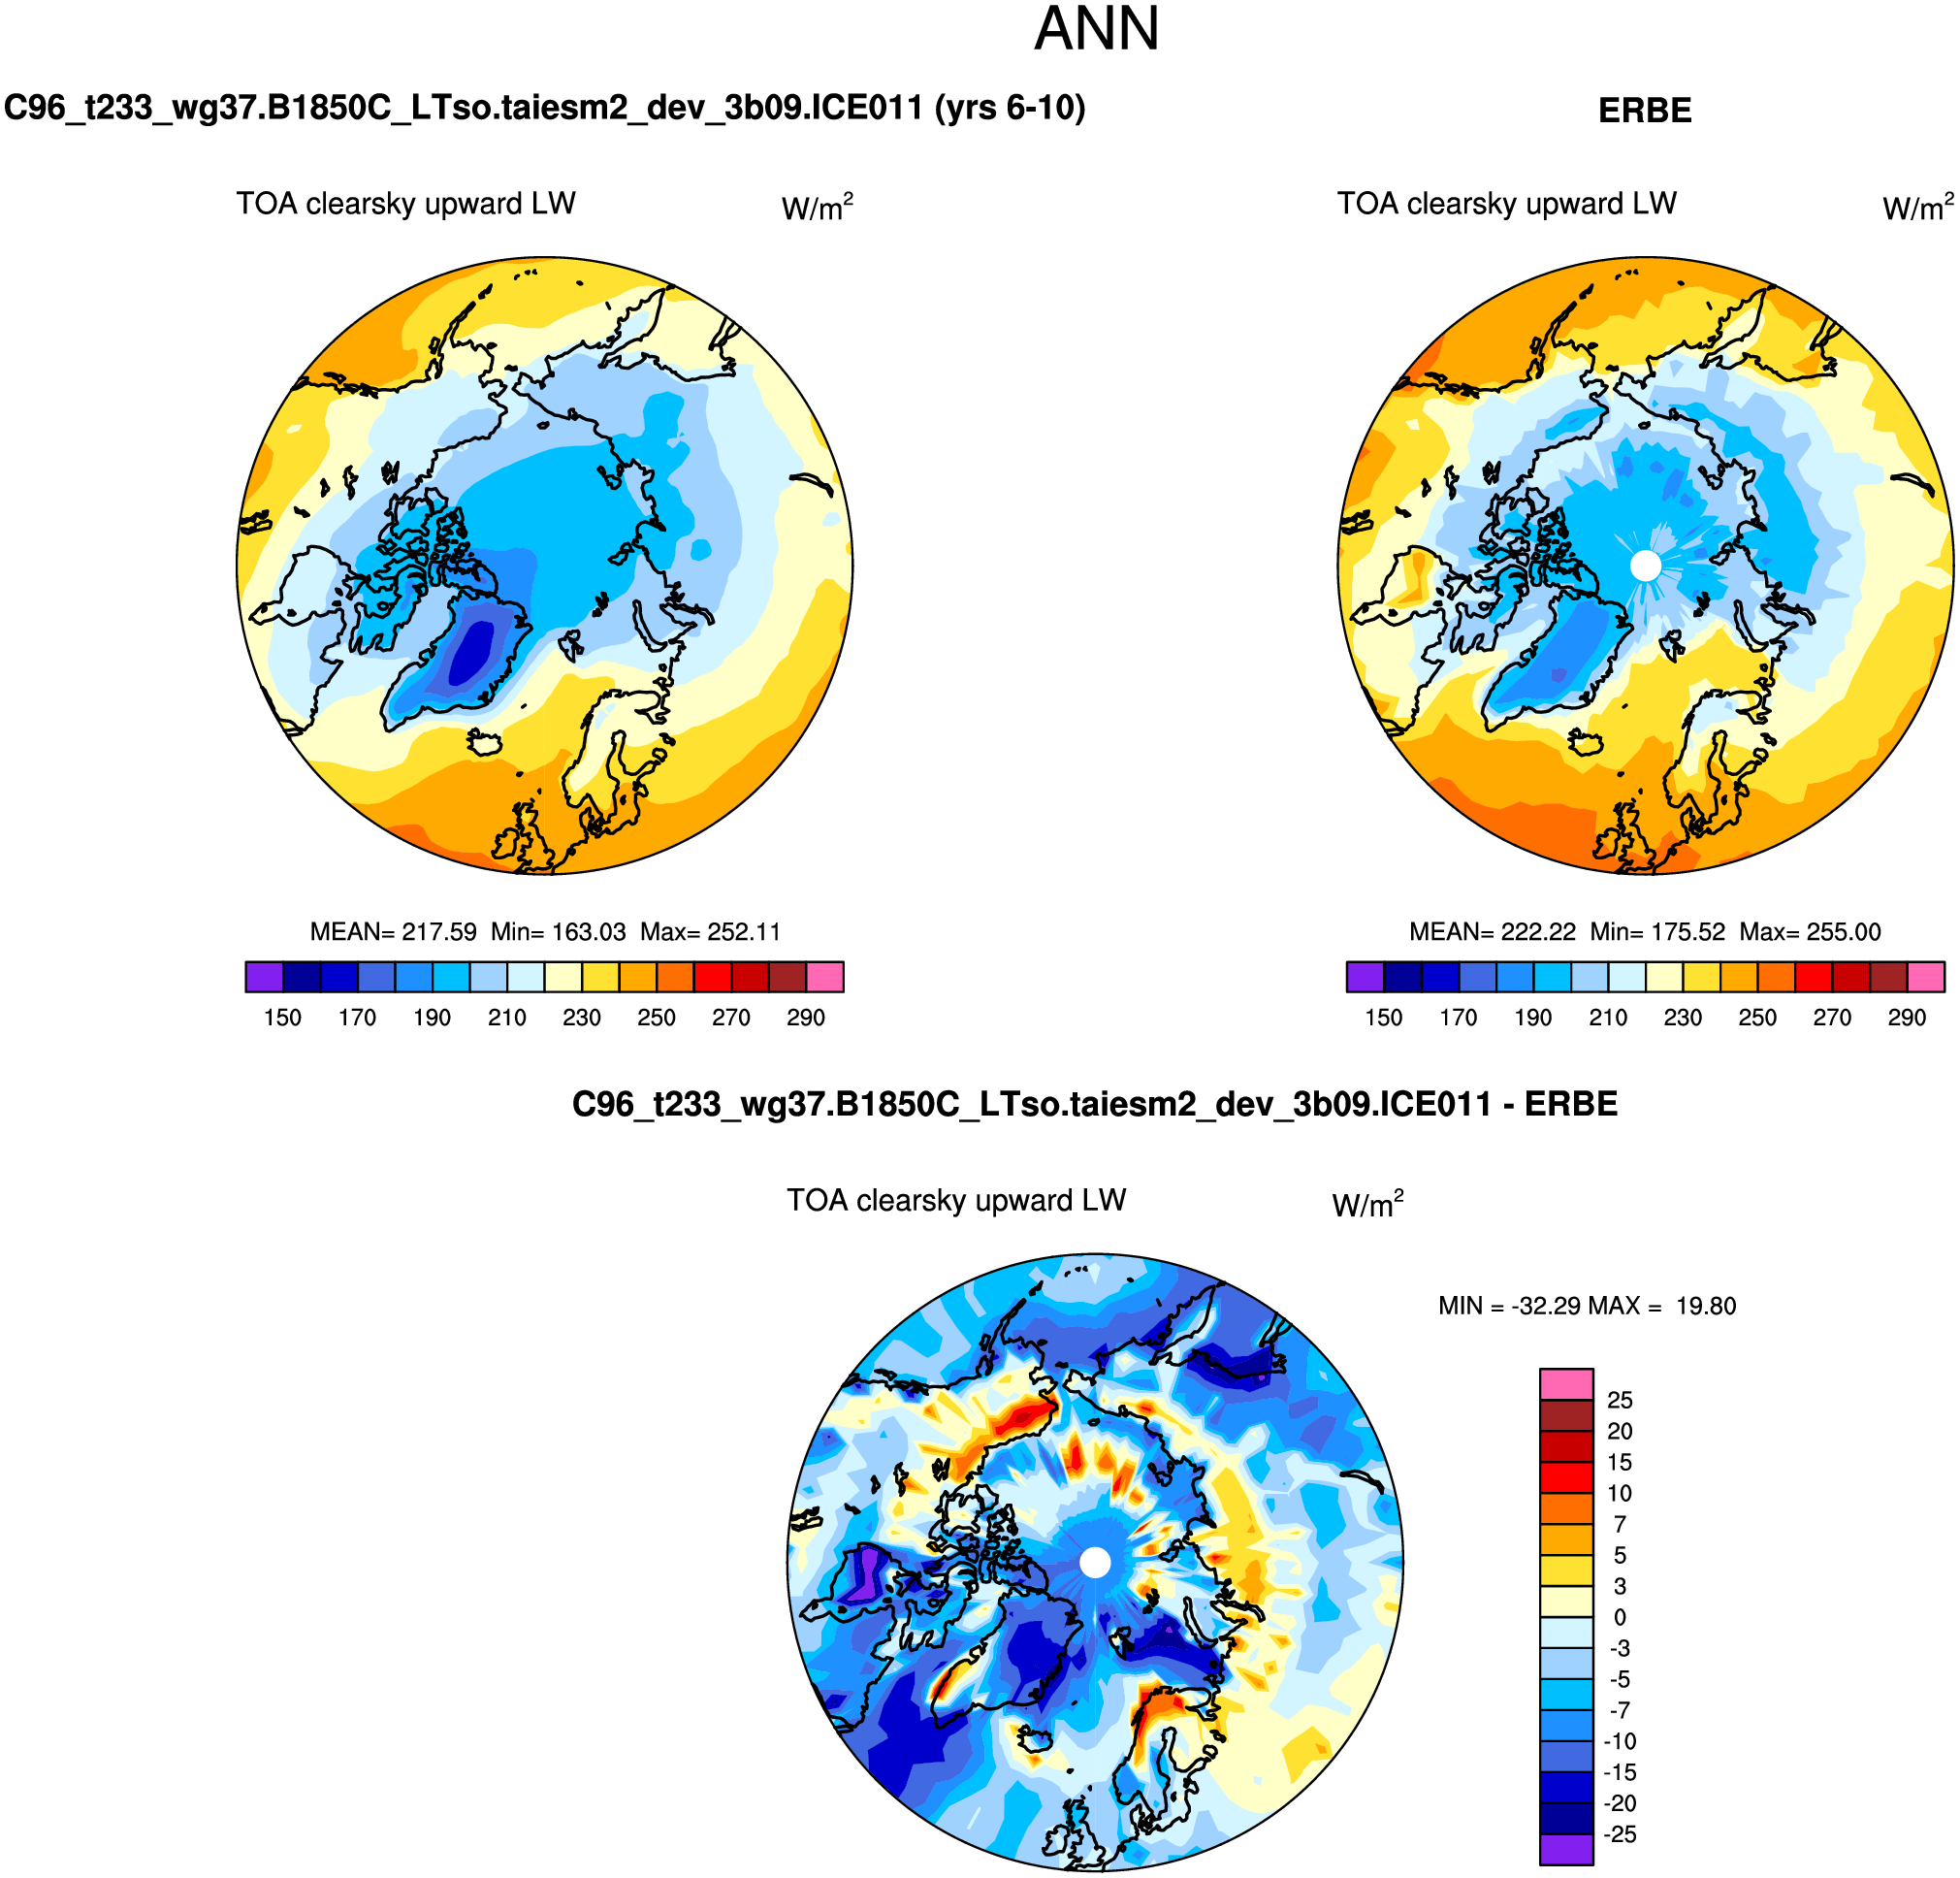 ANN
C96_t233_wg37.B1850C_LTso.taiesm2_dev_3b09.ICE011 (yrs 6-10)
ERBE
TOA clearsky upward LW W/m²
TOA clearsky upward LW W/m²
MEAN= 217.59 Min= 163.03 Max= 252.11
MEAN= 222.22 Min= 175.52 Max= 255.00
150 170 190 210 230 250 270 290
150 170 190 210 230 250 270 290
C96_t233_wg37.B1850C_LTso.taiesm2_dev_3b09.ICE011 - ERBE
TOA clearsky upward LW W/m²
MIN = -32.29 MAX = 19.80
25
20
15
10
7
5
3
0
-3
-5
-7
-10
-15
-20
-25